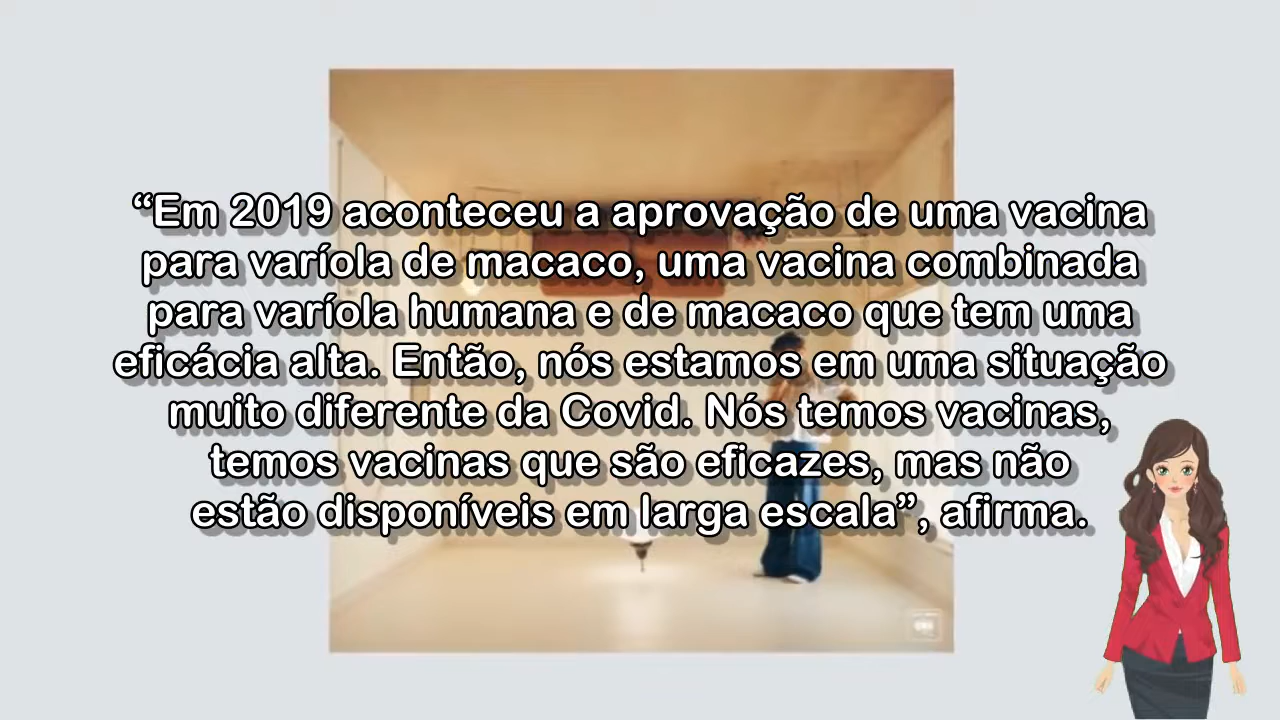 “Em 2019 aconteceu a aprovação de uma vacina
para varíola de macaco, uma vacina combinada
para varíola humana e de macaco que tem uma
eficácia alta. Então, nós estamos em uma situação
muito diferente da Covid. Nós temos vacinas,
temos vacinas que são eficazes, mas não
estão disponíveis em larga escala”, afirma.